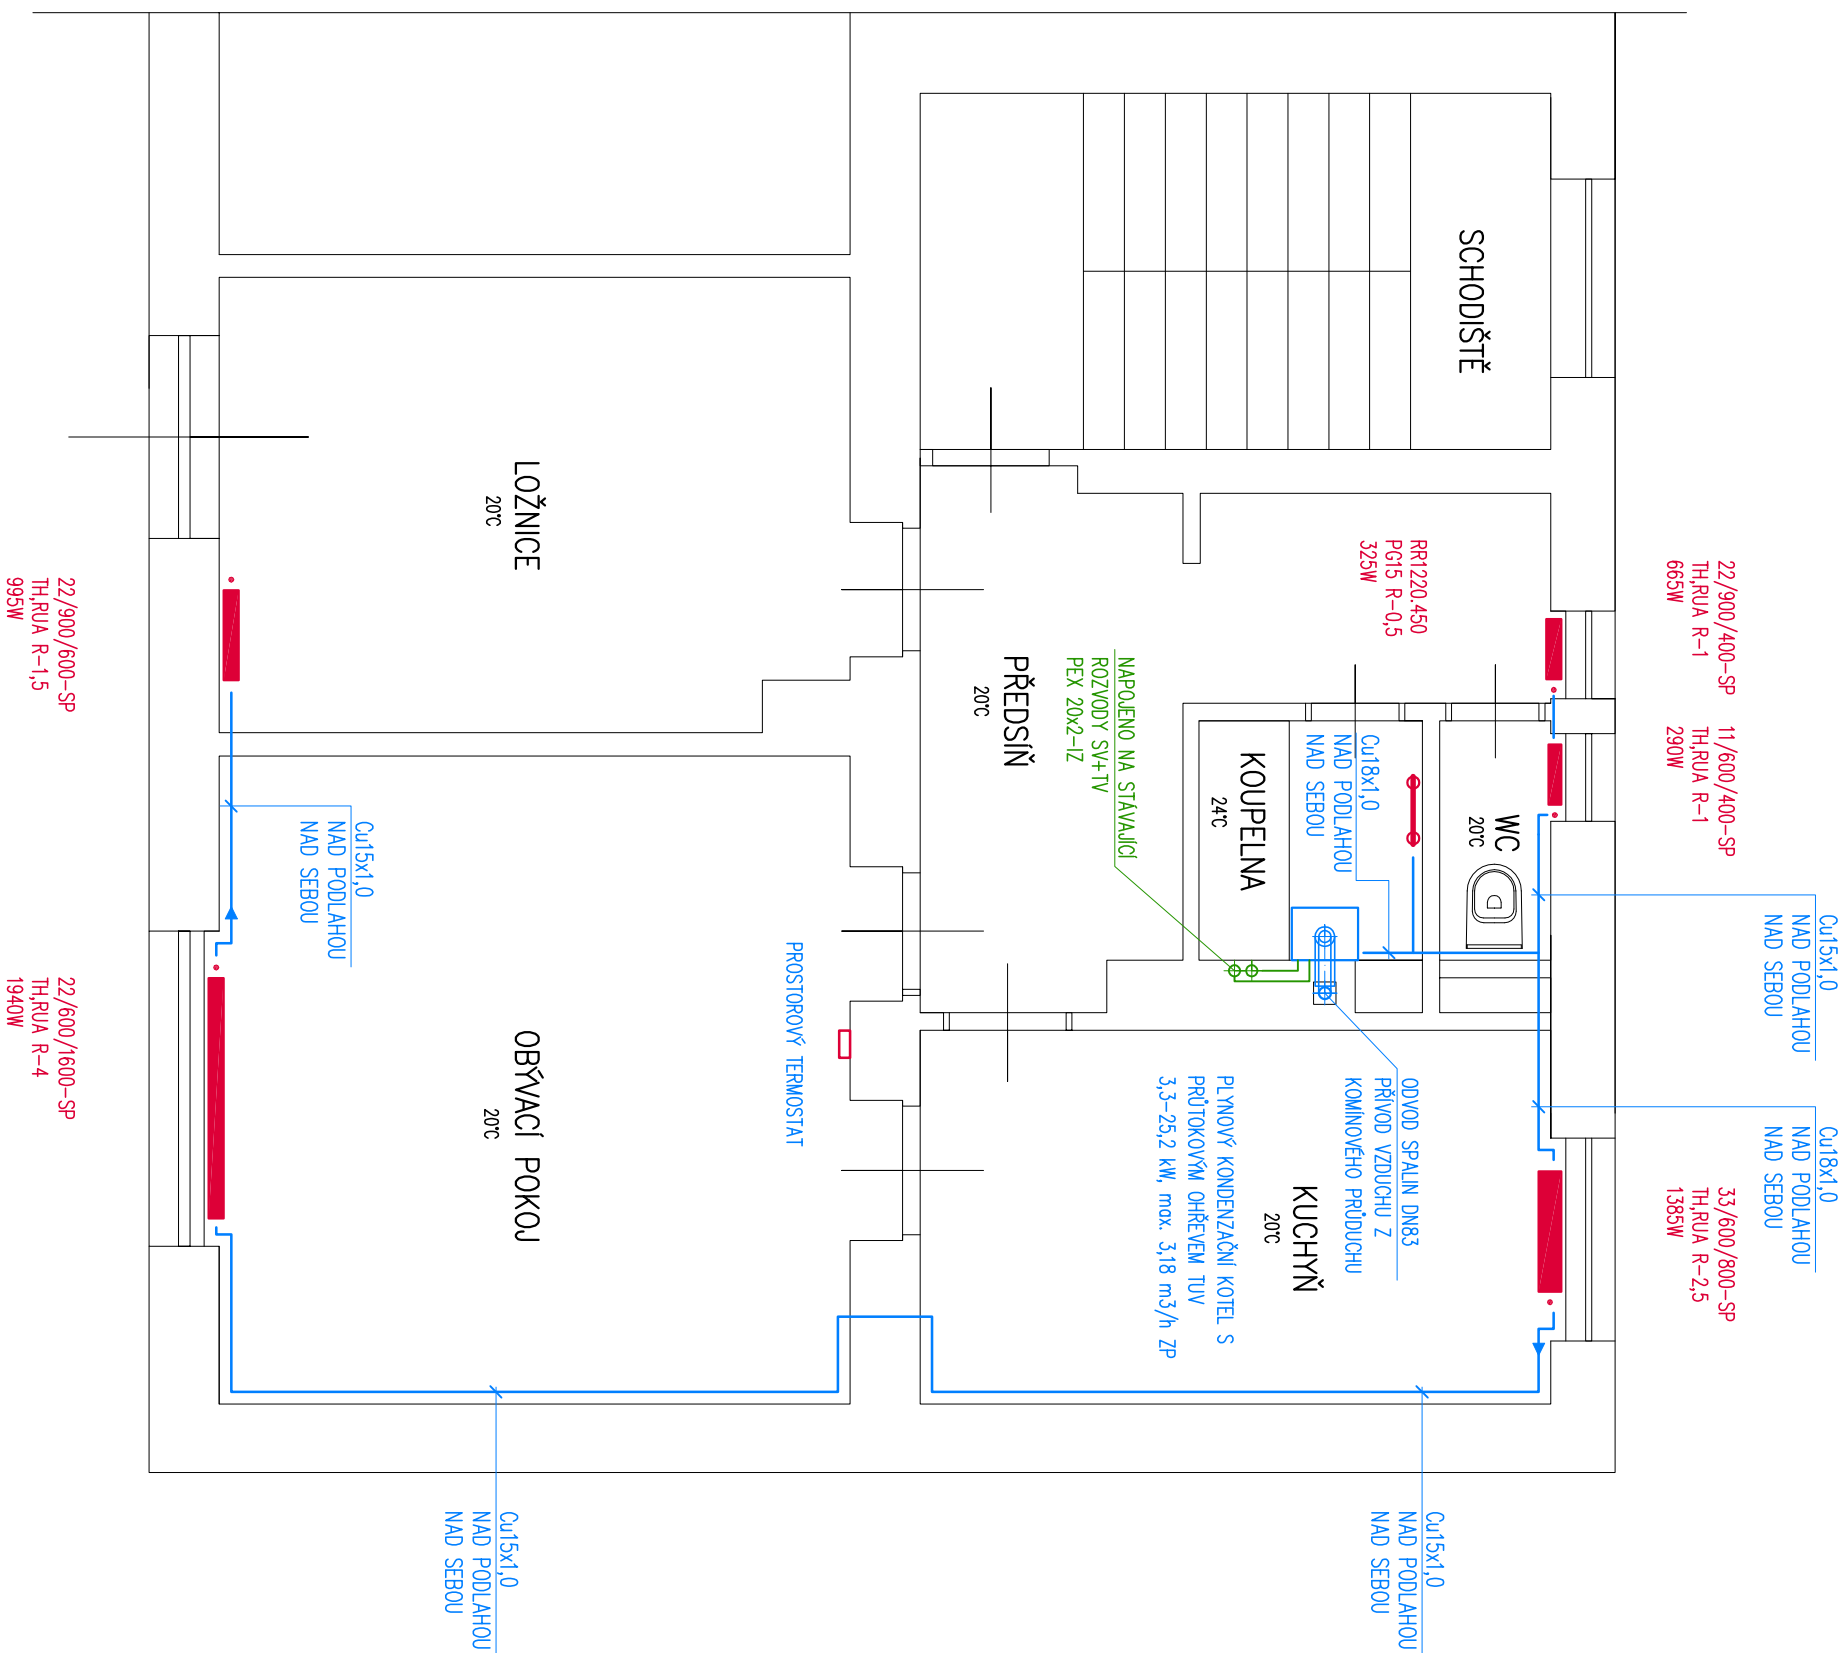 SCHODIŠTĚ
22/900/400-SP
TH,RUA R-1
665W
11/600/400-SP
TH,RUA R-1
290W
Cu15x1,0
NAD PODLAHOU
NAD SEBOU
Cu18x1,0
NAD PODLAHOU
NAD SEBOU
33/600/800-SP
TH,RUA R-2,5
1385W
RR1220.450
PG15 R-0,5
325W
WC
20°C
Cu18x1,0
NAD PODLAHOU
NAD SEBOU
KOUPELNA
24°C
NAPOJENO NA STÁVAJÍCÍ
ROZVODY SV+TV
PEX 20x2-IZ
PŘEDSÍŇ
20°C
ODVOD SPALIN DN83
PŘÍVOD VZDUCHU Z
KOMÍNOVÉHO PRŮDUCHU
KUCHYŇ
20°C
PLYNOVÝ KONDENZAČNÍ KOTEL S
PRŮTOKOVÝM OHŘEVEM TUV
3,3-25,2 kW, max. 3,18 m3/h ZP
Cu15x1,0
NAD PODLAHOU
NAD SEBOU
PROSTOROVÝ TERMOSTAT
LOŽNICE
20°C
OBÝVACÍ POKOJ
20°C
Cu15x1,0
NAD PODLAHOU
NAD SEBOU
Cu15x1,0
NAD PODLAHOU
NAD SEBOU
22/900/600-SP
TH,RUA R-1,5
995W
22/600/1600-SP
TH,RUA R-4
1940W